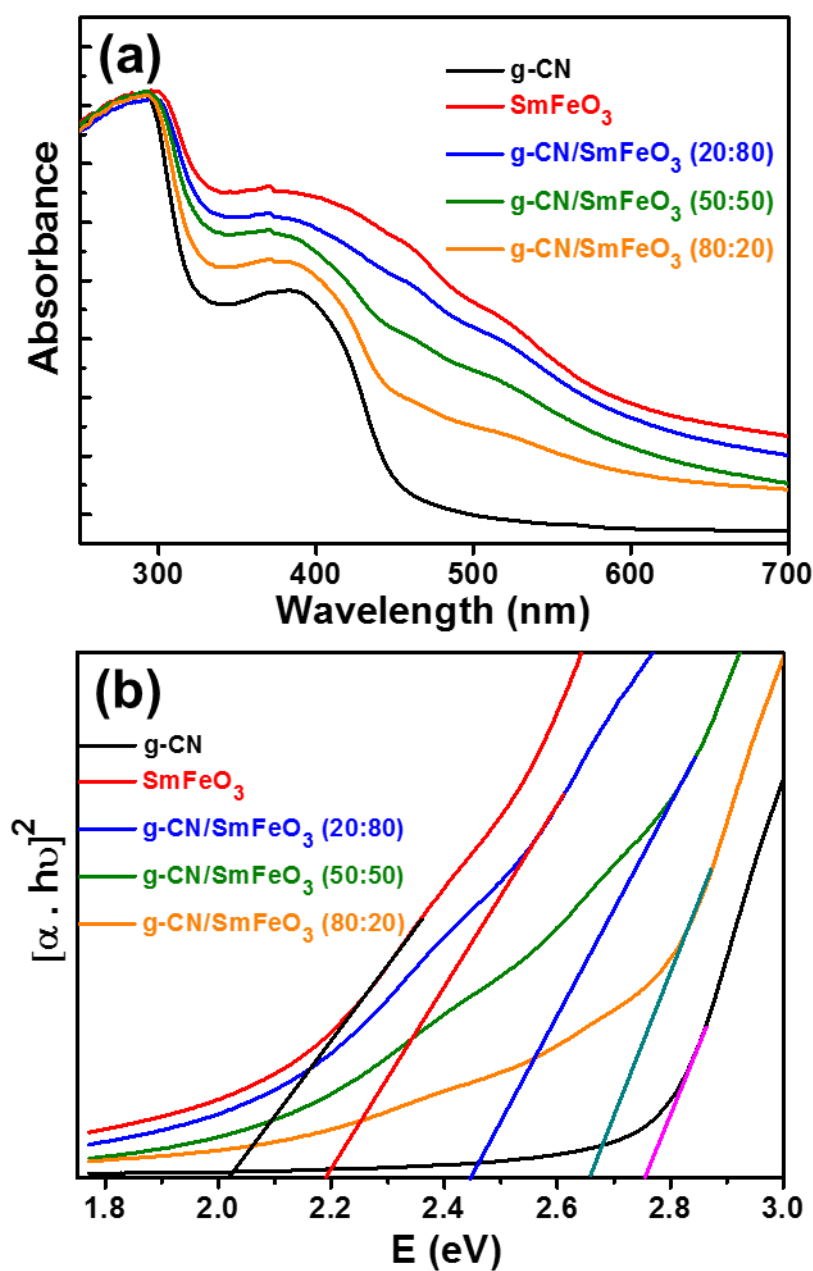 (a)
g-CN
SmFeO₃
g-CN/SmFeO₃ (20:80)
g-CN/SmFeO₃ (50:50)
g-CN/SmFeO₃ (80:20)
Absorbance
300 400 500 600 700
Wavelength (nm)
(b)
g-CN
SmFeO₃
g-CN/SmFeO₃ (20:80)
g-CN/SmFeO₃ (50:50)
g-CN/SmFeO₃ (80:20)
[α . hυ]²
1.8 2.0 2.2 2.4 2.6 2.8 3.0
E (eV)